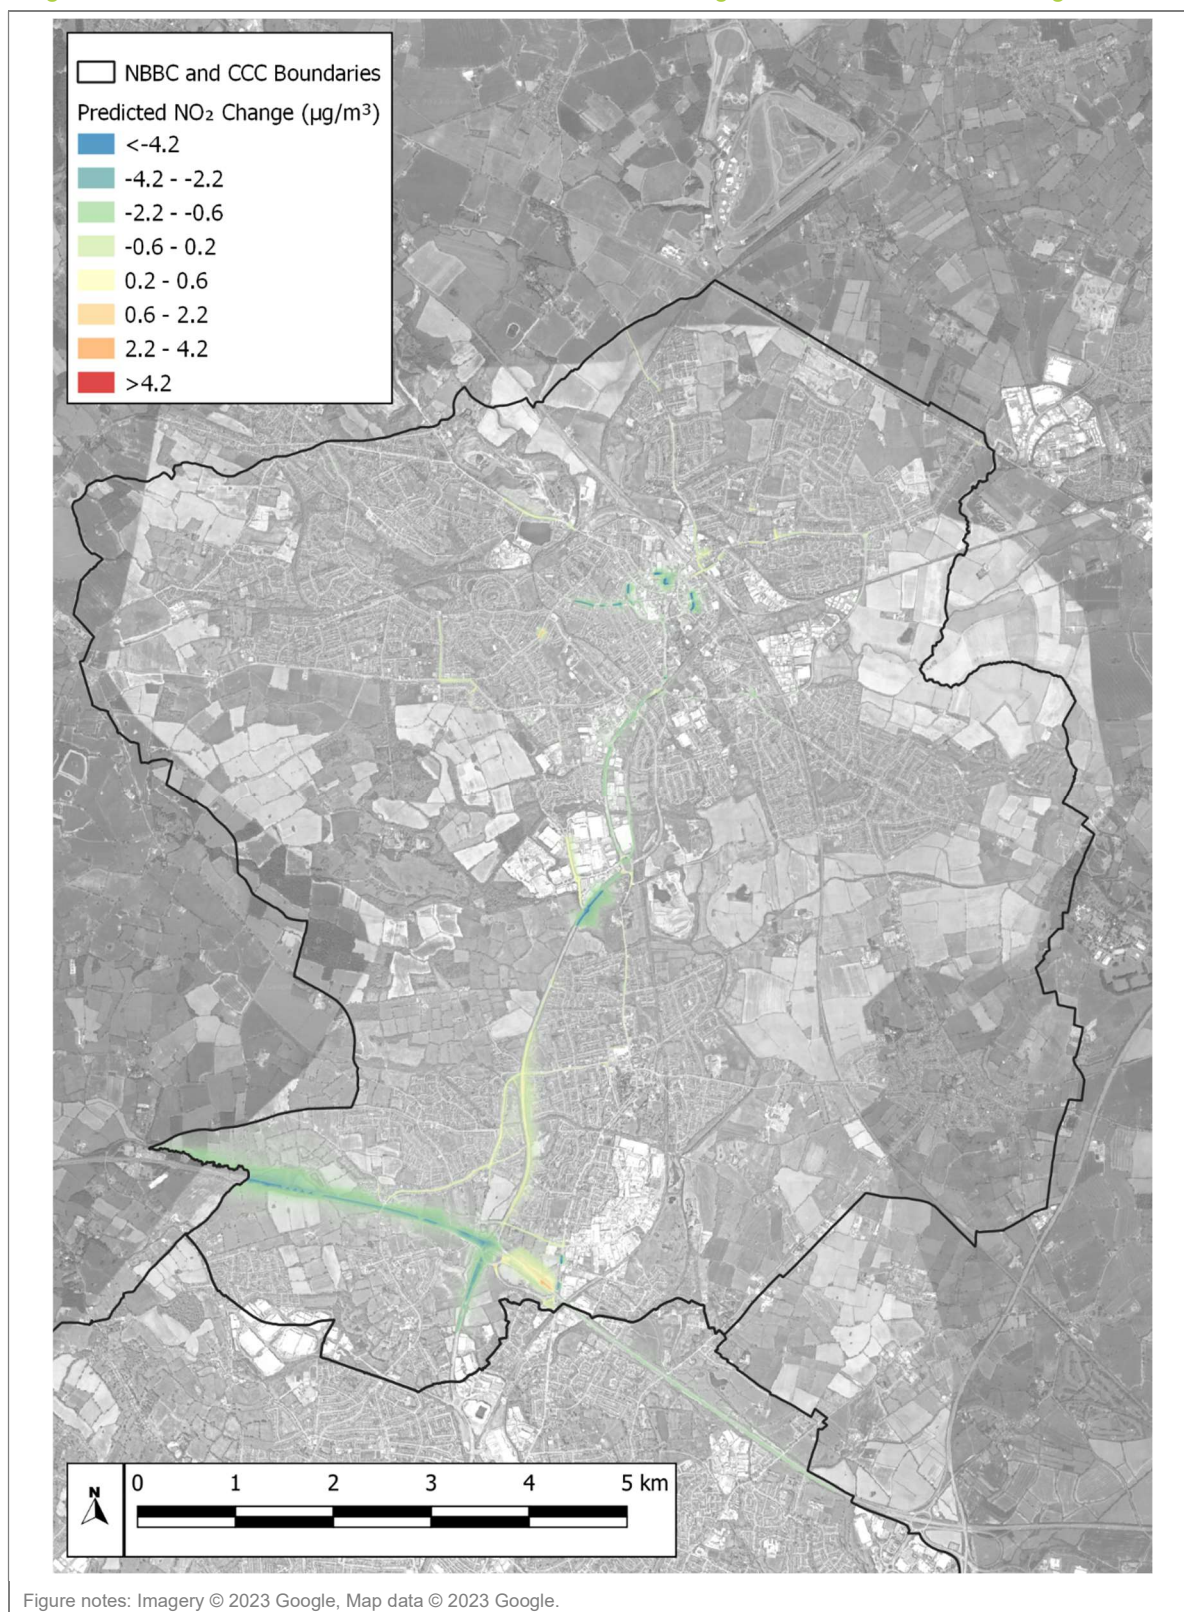 NBBC and CCC Boundaries
Predicted NO₂ Change (µg/m³)
<-4.2
-4.2 - -2.2
-2.2 - -0.6
-0.6 - 0.2
0.2 - 0.6
0.6 - 2.2
2.2 - 4.2
>4.2
N
0 1 2 3 4 5 km
Figure notes: Imagery © 2023 Google, Map data © 2023 Google.